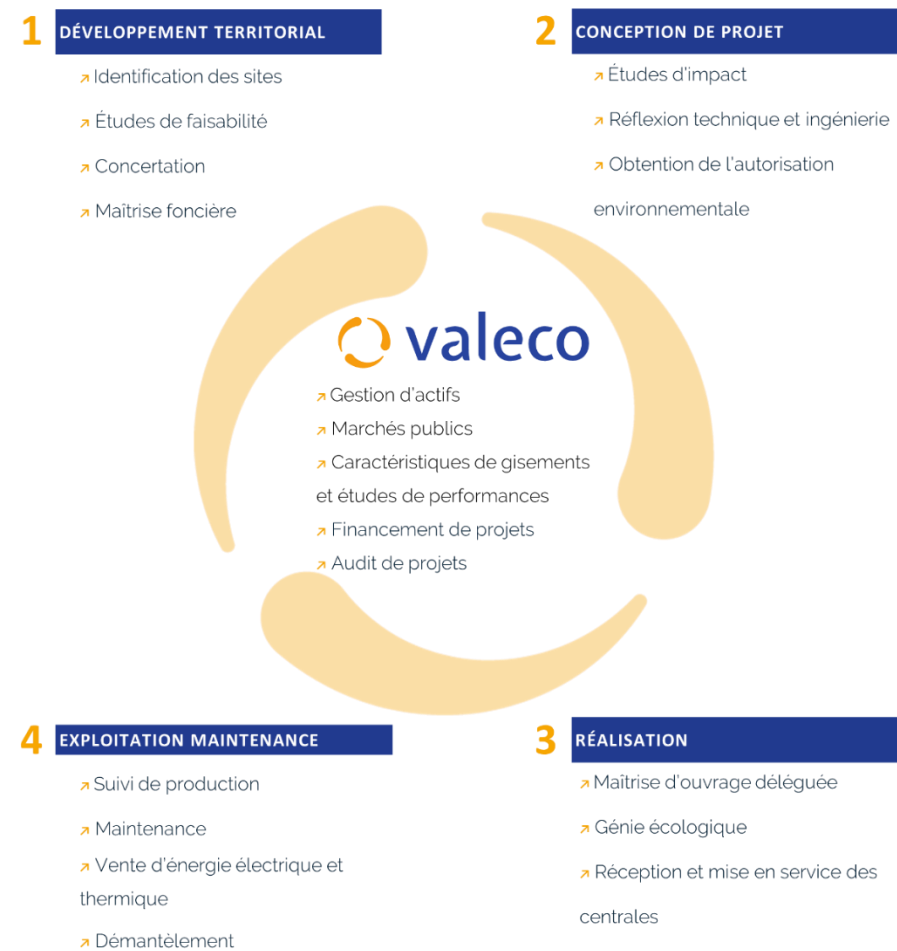 1 DÉVELOPPEMENT TERRITORIAL
Identification des sites
Études de faisabilité
Concertation
Maîtrise foncière
2 CONCEPTION DE PROJET
Études d'impact
Réflexion technique et ingénierie
Obtention de l'autorisation
environnementale
valeco
Gestion d'actifs
Marchés publics
Caractéristiques de gisements
et études de performances
Financement de projets
Audit de projets
4 EXPLOITATION MAINTENANCE
Suivi de production
Maintenance
Vente d'énergie électrique et
thermique
Démantèlement
3 RÉALISATION
Maîtrise d'ouvrage déléguée
Génie écologique
Réception et mise en service des
centrales